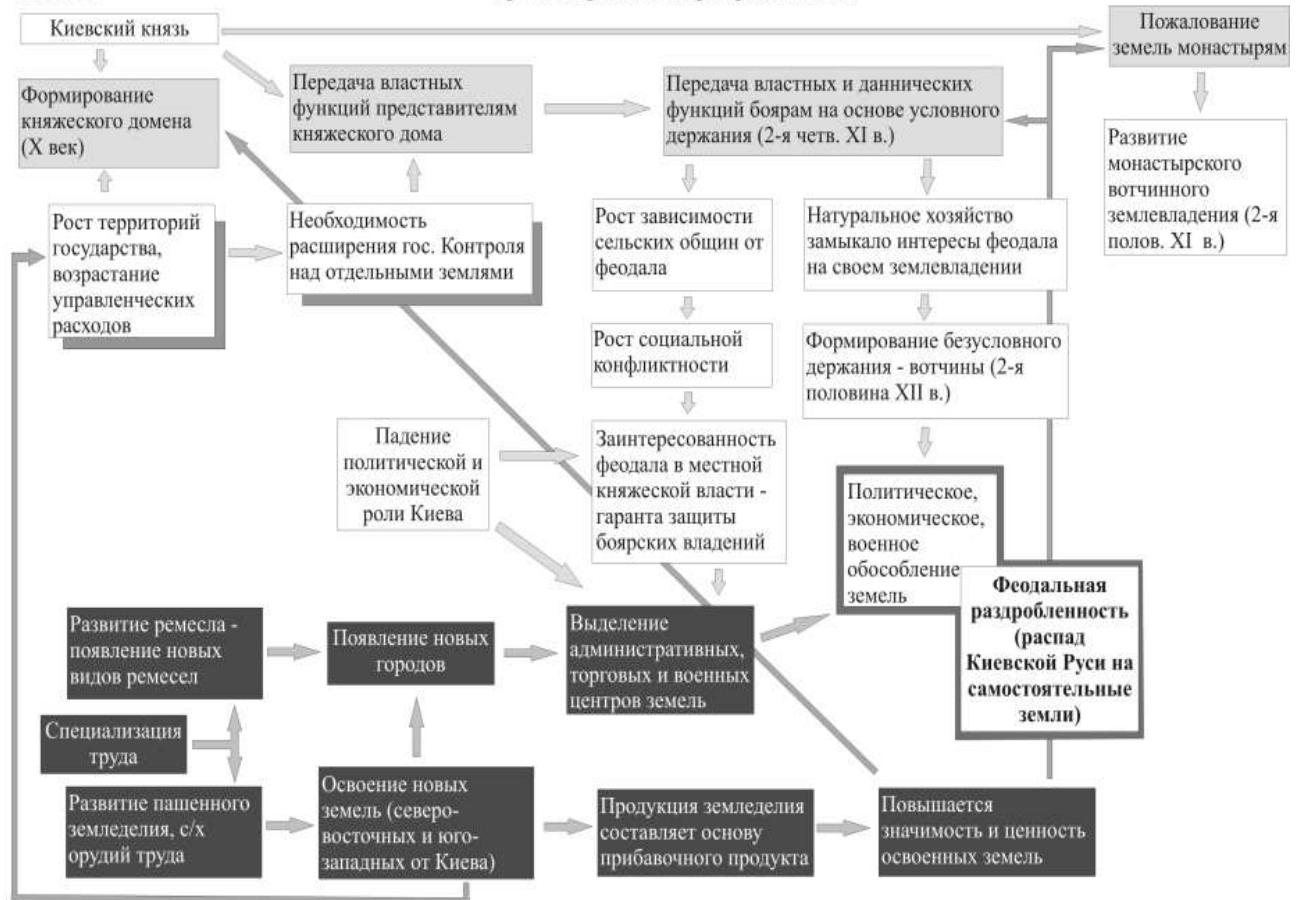 Киевский князь
Пожалование
земель монастырям
Формирование
княжеского домена
(X век)
Передача властных
функций представителям
княжеского дома
Передача властных и даннических
функций боярам на основе условного
держания (2-я четв. XI в.)
Развитие
монастырского
вотчинного
землевладения (2-я
полов. XI  в.)
Рост территорий
государства,
возрастание
управленческих
расходов
Необходимость
расширения гос. Контроля
над отдельными землями
Рост зависимости
сельских общин от
феодала
Натуральное хозяйство
замыкало интересы феодала
на своем землевладении
Рост социальной
конфликтности
Формирование безусловного
держания - вотчины (2-я
половина XII в.)
Падение
политической и
экономической
роли Киева
Заинтересованность
феодала в местной
княжеской власти -
гаранта защиты
боярских владений
Политическое,
экономическое,
военное
обособление
земель
Феодальная
раздробленность
(распад
Киевской Руси на
самостоятельные
земли)
Развитие ремесла -
появление новых
видов ремесел
Появление новых
городов
Выделение
административных,
торговых и военных
центров земель
Специализация
труда
Развитие пашенного
земледелия, с/х
орудий труда
Освоение новых
земель (северо-
восточных и юго-
западных от Киева)
Продукция земледелия
составляет основу
прибавочного продукта
Повышается
значимость и ценность
освоенных земель